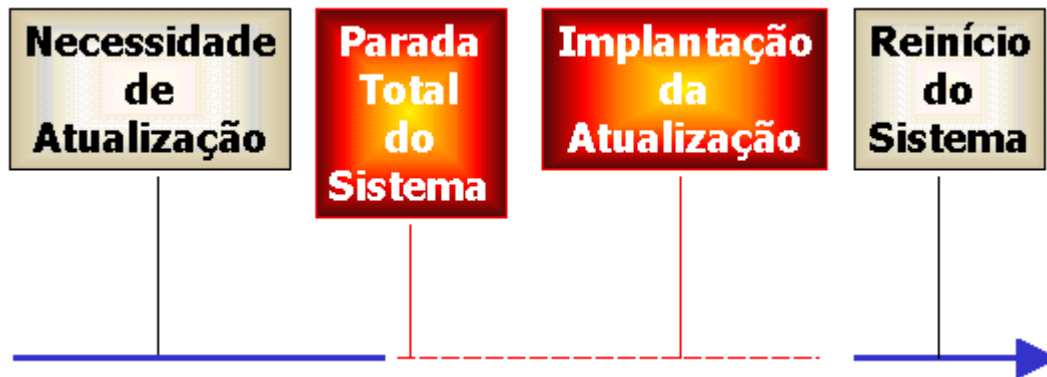 Necessidade
de
Atualização
Parada
Total
do
Sistema
Implantação
da
Atualização
Reinício
do
Sistema